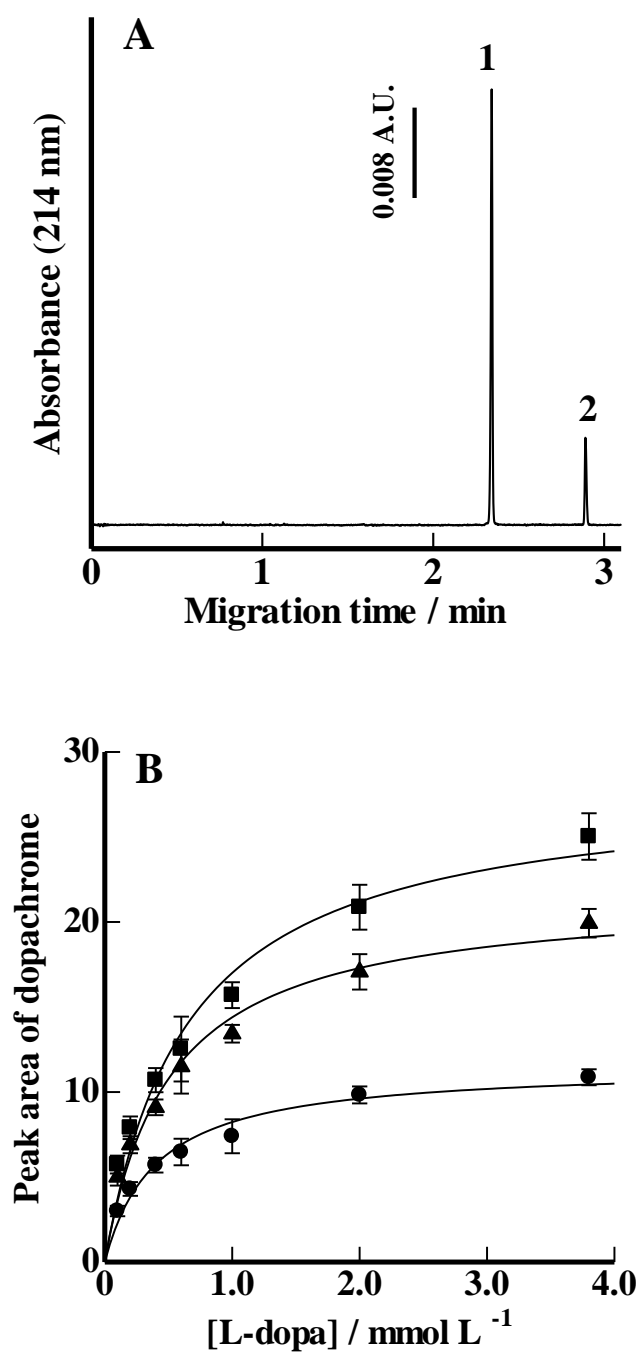 A
1
0.008 A.U.
Absorbance (214 nm)
2
0 1 2 3
Migration time / min
30
B
20
Peak area of dopachrome
10
0
0 1.0 2.0 3.0 4.0
[L-dopa] / mmol L -1